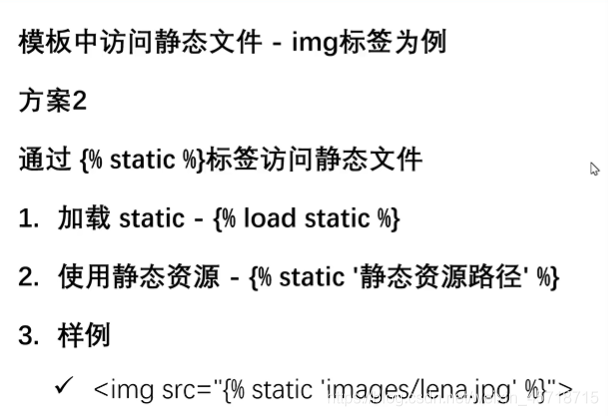 模板中访问静态文件 - img标签为例
方案2
通过 {% static %}标签访问静态文件
1. 加载 static - {% load static %}
2. 使用静态资源 - {% static '静态资源路径' %}
3. 样例
✓ <img src="{% static 'images/lena.jpg' %}">